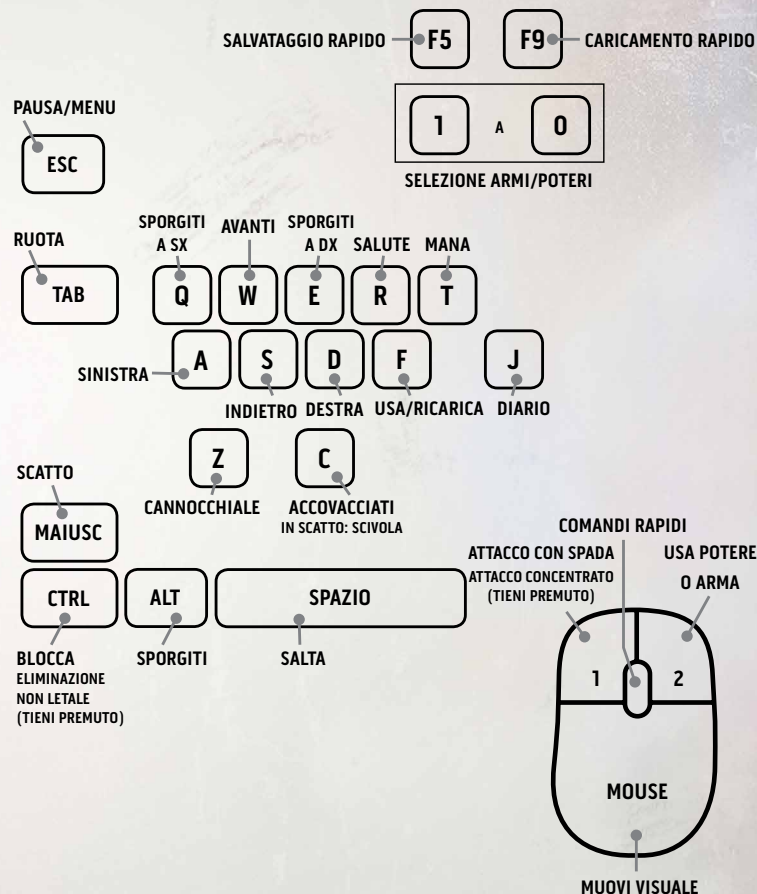 SALVATAGGIO RAPIDO
F5
F9
CARICAMENTO RAPIDO
1
A
0
SELEZIONE ARMI/POTERI
PAUSA/MENU
ESC
RUOTA
TAB
SPORGITI
A SX
AVANTI
SPORGITI
A DX
SALUTE
MANA
Q
W
E
R
T
SINISTRA
A
S
D
F
J
INDIETRO
DESTRA
USA/RICARICA
DIARIO
Z
C
CANNOCCHIALE
ACCOVACCIATI
IN SCATTO: SCIVOLA
SCATTO
MAIUSC
CTRL
ALT
SPAZIO
BLOCCA
ELIMINAZIONE
NON LETALE
(TIENI PREMUTO)
SPORGITI
SALTA
COMANDI RAPIDI
ATTACCO CON SPADA
ATTACCO CONCENTRATO
(TIENI PREMUTO)
USA POTERE
O ARMA
1
2
MOUSE
MUOVI VISUALE